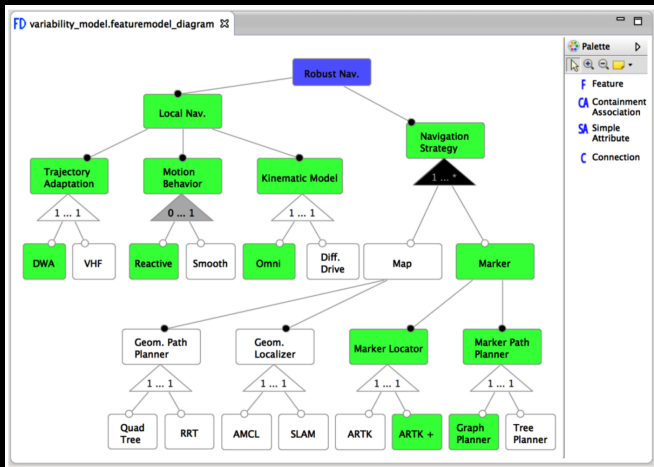 FD variability_model.featuremodel_diagram
Palette
Robust Nav.
F Feature
CA Containment
Association
SA Simple
Attribute
C Connection
Local Nav.
Navigation
Strategy
1 ... *
Trajectory
Adaptation
Motion
Behavior
Kinematic Model
1 ... 1
0 ... 1
1 ... 1
DWA
VHF
Reactive
Smooth
Omni
Diff.
Drive
Map
Marker
Geom. Path
Planner
Geom.
Localizer
Marker Locator
Marker Path
Planner
1 ... 1
1 ... 1
1 ... 1
1 ... 1
Quad
Tree
RRT
AMCL
SLAM
ARTK
ARTK +
Graph
Planner
Tree
Planner